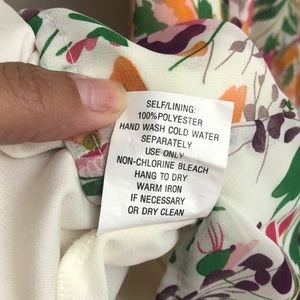 SELF/LINING:
100%POLYESTER
HAND WASH COLD WATER
SEPARATELY
USE ONLY
NON-CHLORINE BLEACH
HANG TO DRY
WARM IRON
IF NECESSARY
OR DRY CLEAN